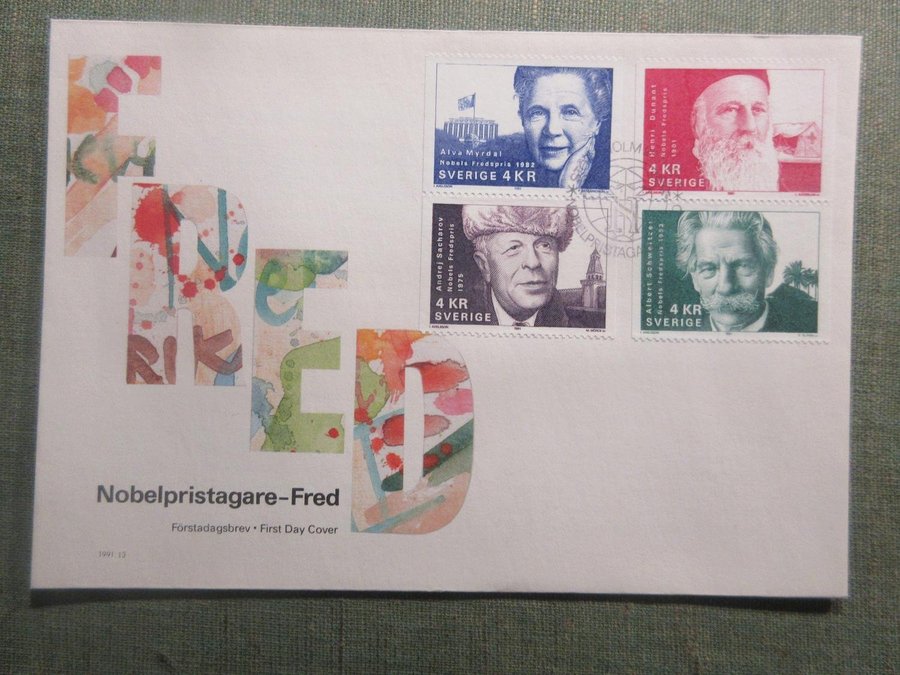 FRED
Nobelpristagare-Fred
Förstadagsbrev • First Day Cover
1991. 13
Alva Myrdal
Nobels Fredspris 1982
SVERIGE 4 KR
Henri Dunant
Nobels Fredspris
1901
4 KR
SVERIGE
Andrej Sacharov
Nobels Fredspris
1975
4 KR
SVERIGE
Albert Schweitzer
Nobels Fredspris 1952
4 KR
SVERIGE